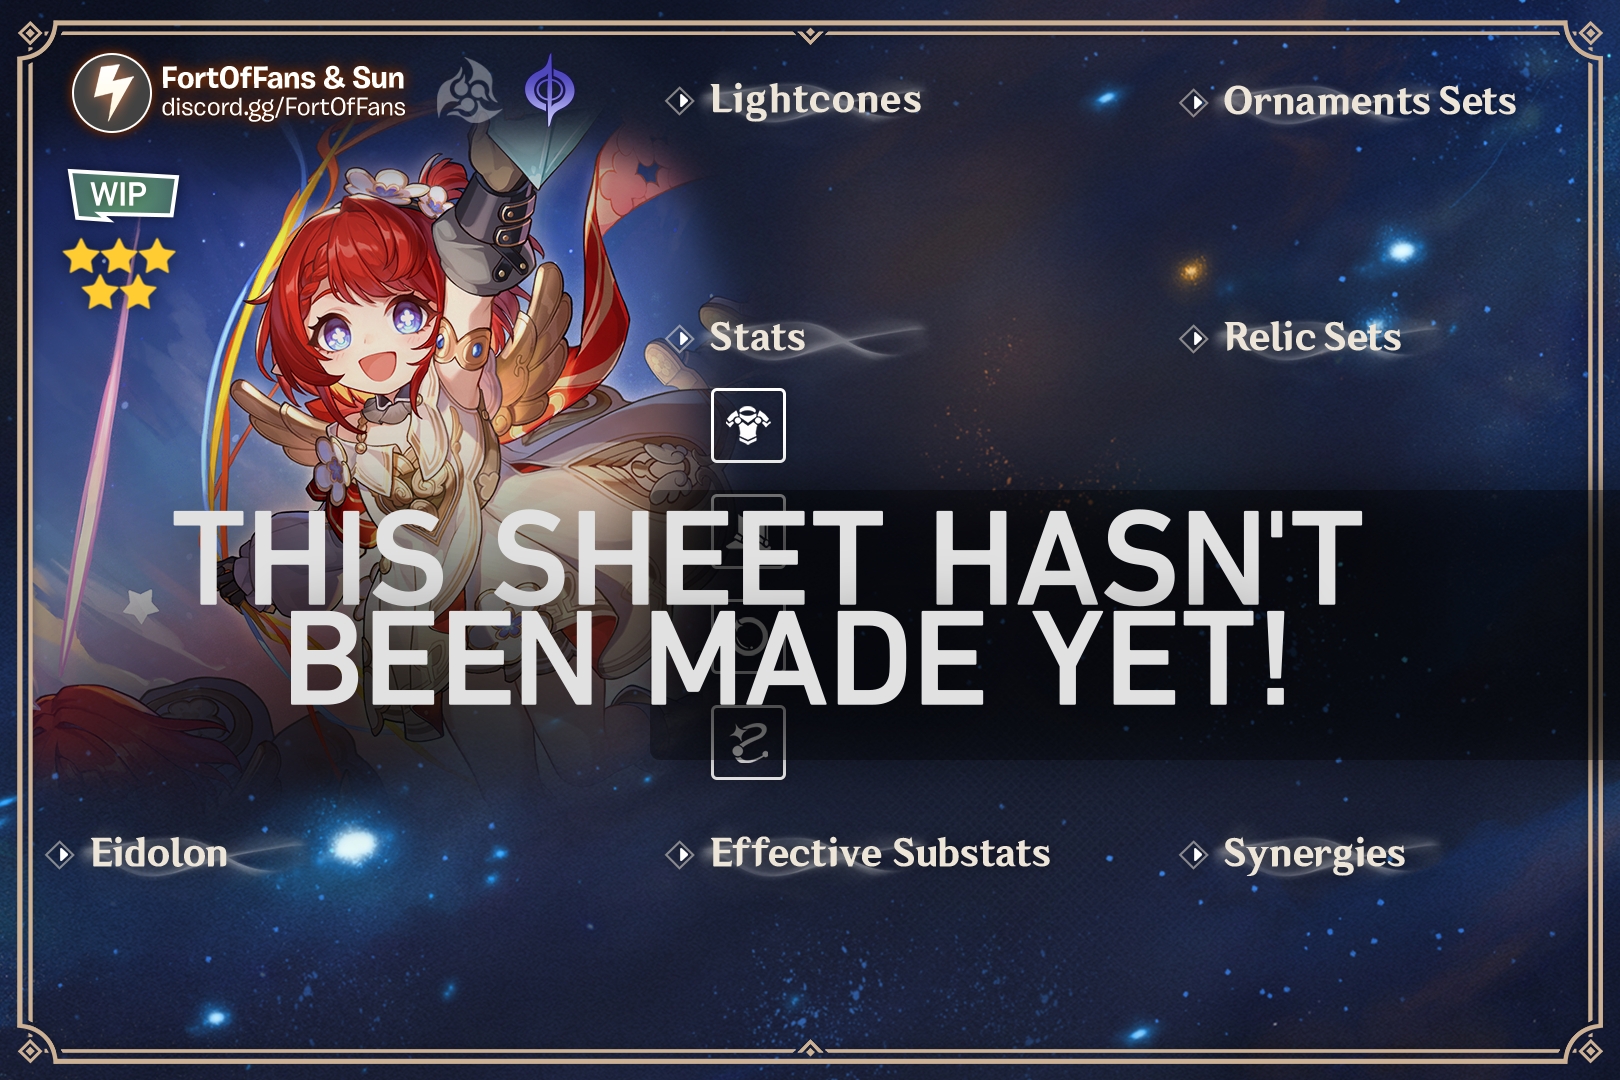 FortOfFans & Sun
discord.gg/FortOfFans
WIP
Lightcones
Ornaments Sets
Stats
Relic Sets
THIS SHEET HASN'T
BEEN MADE YET!
Eidolon
Effective Substats
Synergies